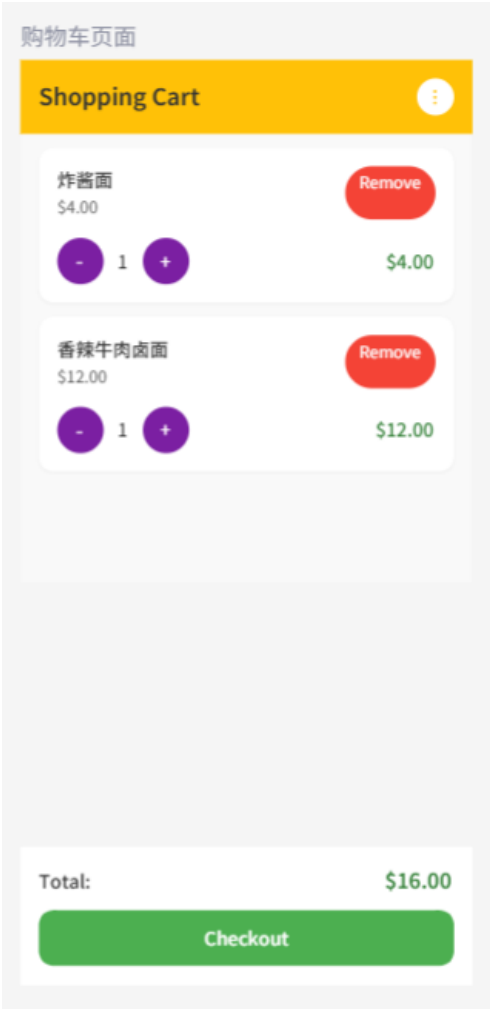 购物车页面
Shopping Cart
炸酱面
Remove
$4.00
- 1 +
$4.00
香辣牛肉卤面
Remove
$12.00
- 1 +
$12.00
Total:
$16.00
Checkout